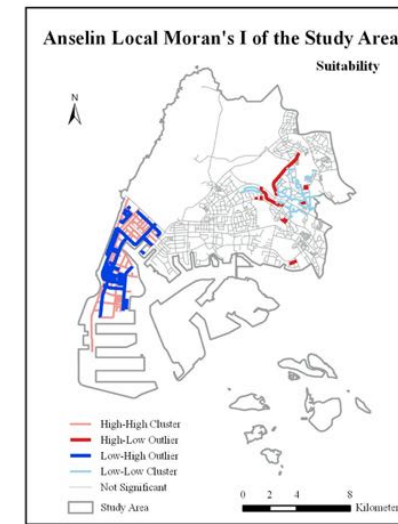 Anselin Local Moran's I of the Study Area
Suitability
N
High-High Cluster
High-Low Outlier
Low-High Outlier
Low-Low Cluster
Not Significant
Study Area
0 2 4 8
Kilometer